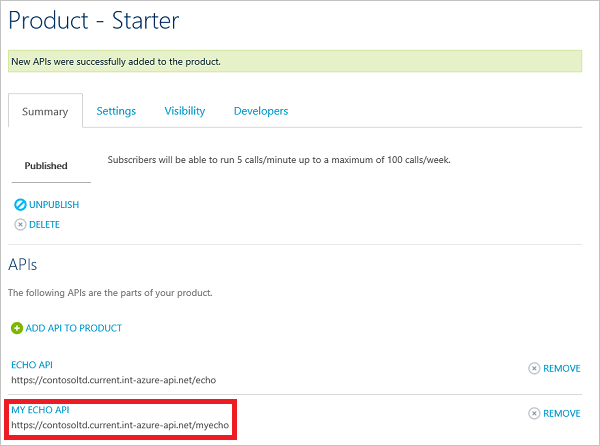 Product - Starter
New APIs were successfully added to the product.
Summary Settings Visibility Developers
Published Subscribers will be able to run 5 calls/minute up to a maximum of 100 calls/week.
UNPUBLISH
DELETE
APIs
The following APIs are the parts of your product.
ADD API TO PRODUCT
ECHO API REMOVE
https://contosoltd.current.int-azure-api.net/echo
MY ECHO API REMOVE
https://contosoltd.current.int-azure-api.net/myecho